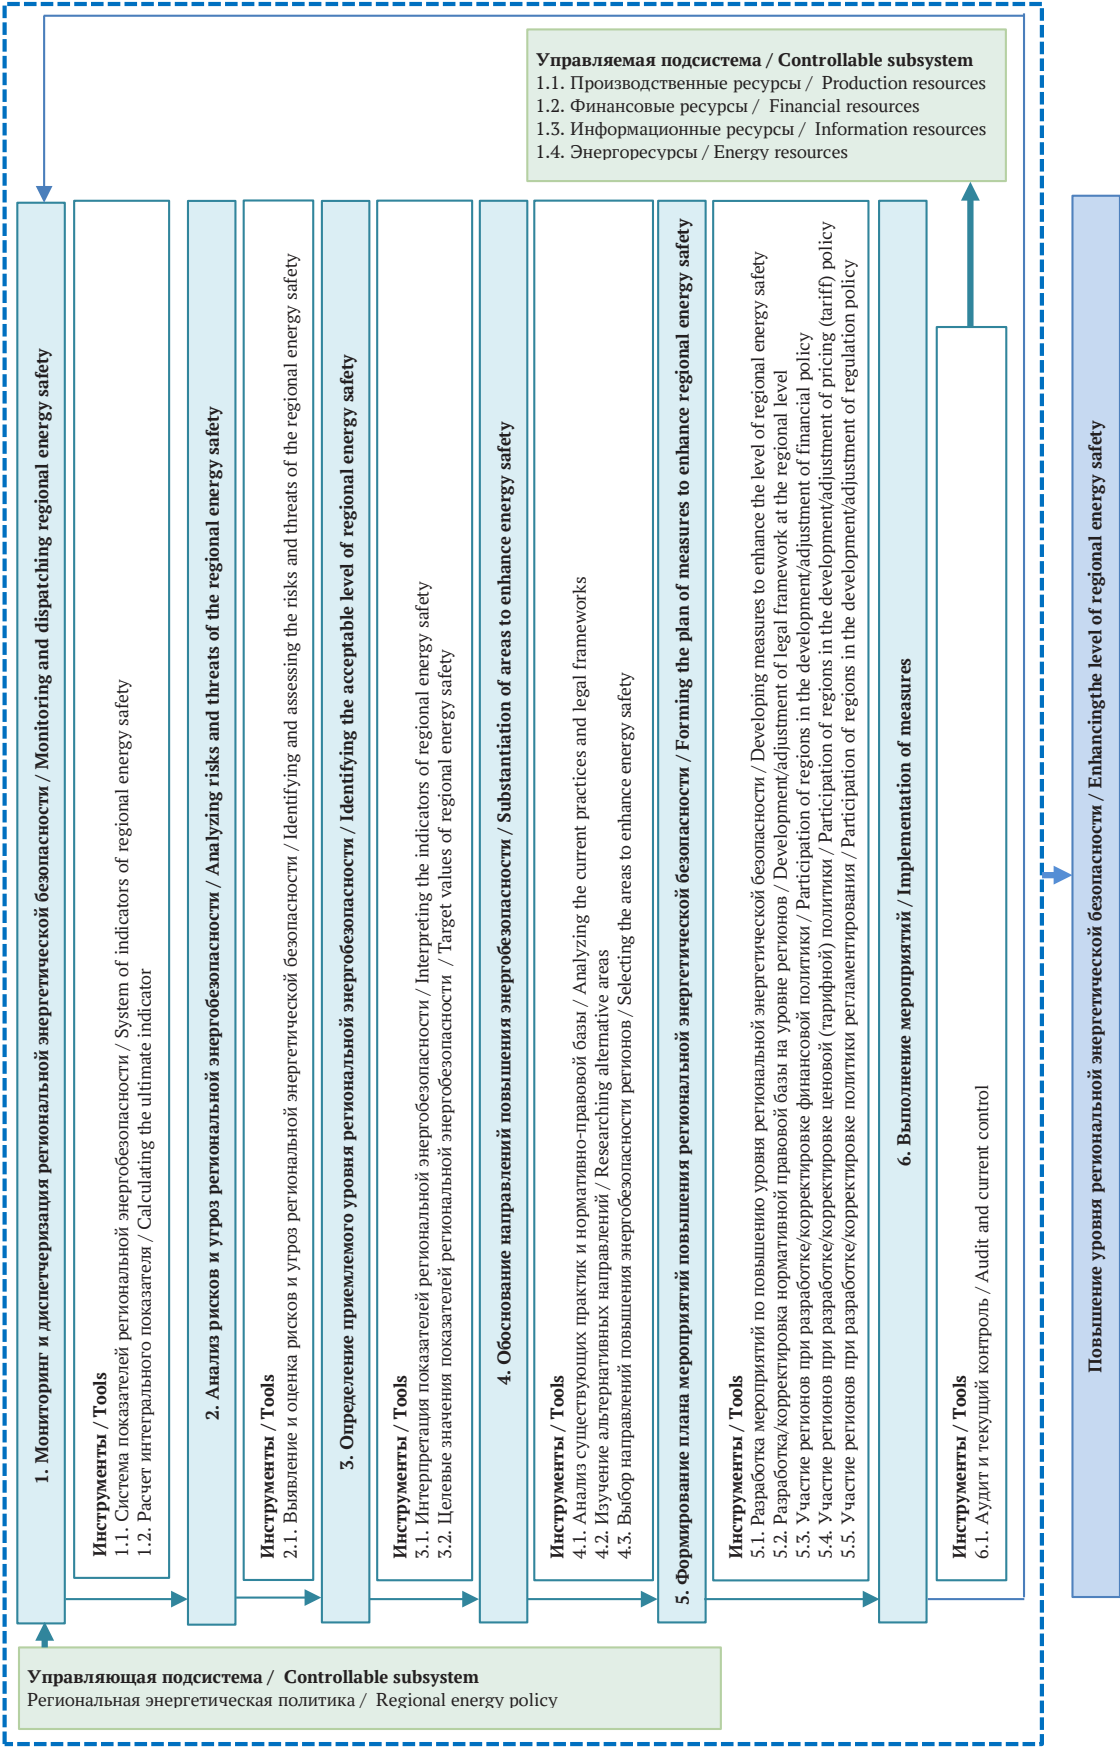 Управляемая подсистема / Controllable subsystem
1.1. Производственные ресурсы / Production resources
1.2. Финансовые ресурсы / Financial resources
1.3. Информационные ресурсы / Information resources
1.4. Энергоресурсы / Energy resources
1. Мониторинг и диспетчеризация региональной энергетической безопасности / Monitoring and dispatching regional energy safety
Инструменты / Tools
1.1. Система показателей региональной энергобезопасности / System of indicators of regional energy safety
1.2. Расчет интегрального показателя / Calculating the ultimate indicator
2. Анализ рисков и угроз региональной энергобезопасности / Analyzing risks and threats of the regional energy safety
Инструменты / Tools
2.1. Выявление и оценка рисков и угроз региональной энергетической безопасности / Identifying and assessing the risks and threats of the regional energy safety
3. Определение приемлемого уровня региональной энергобезопасности / Identifying the acceptable level of regional energy safety
Инструменты / Tools
3.1. Интерпретация показателей региональной энергобезопасности / Interpreting the indicators of regional energy safety
3.2. Целевые значения показателей региональной энергобезопасности / Target values of regional energy safety
4. Обоснование направлений повышения энергобезопасности / Substantiation of areas to enhance energy safety
Инструменты / Tools
4.1. Анализ существующих практик и нормативно-правовой базы / Analyzing the current practices and legal frameworks
4.2. Изучение альтернативных направлений / Researching alternative areas
4.3. Выбор направлений повышения энергобезопасности регионов / Selecting the areas to enhance energy safety
5. Формирование плана мероприятий повышения региональной энергетической безопасности / Forming the plan of measures to enhance regional energy safety
Инструменты / Tools
5.1. Разработка мероприятий по повышению уровня региональной энергетической безопасности / Developing measures to enhance the level of regional energy safety
5.2. Разработка/корректировка нормативной правовой базы на уровне регионов / Development/adjustment of legal framework at the regional level
5.3. Участие регионов при разработке/корректировке финансовой политики / Participation of regions in the development/adjustment of financial policy
5.4. Участие регионов при разработке/корректировке ценовой (тарифной) политики / Participation of regions in the development/adjustment of pricing (tariff) policy
5.5. Участие регионов при разработке/корректировке политики регламентирования / Participation of regions in the development/adjustment of regulation policy
6. Выполнение мероприятий / Implementation of measures
Инструменты / Tools
6.1. Аудит и текущий контроль / Audit and current control
Повышение уровня региональной энергетической безопасности / Enhancingthe level of regional energy safety
Управляющая подсистема / Controllable subsystem
Региональная энергетическая политика / Regional energy policy